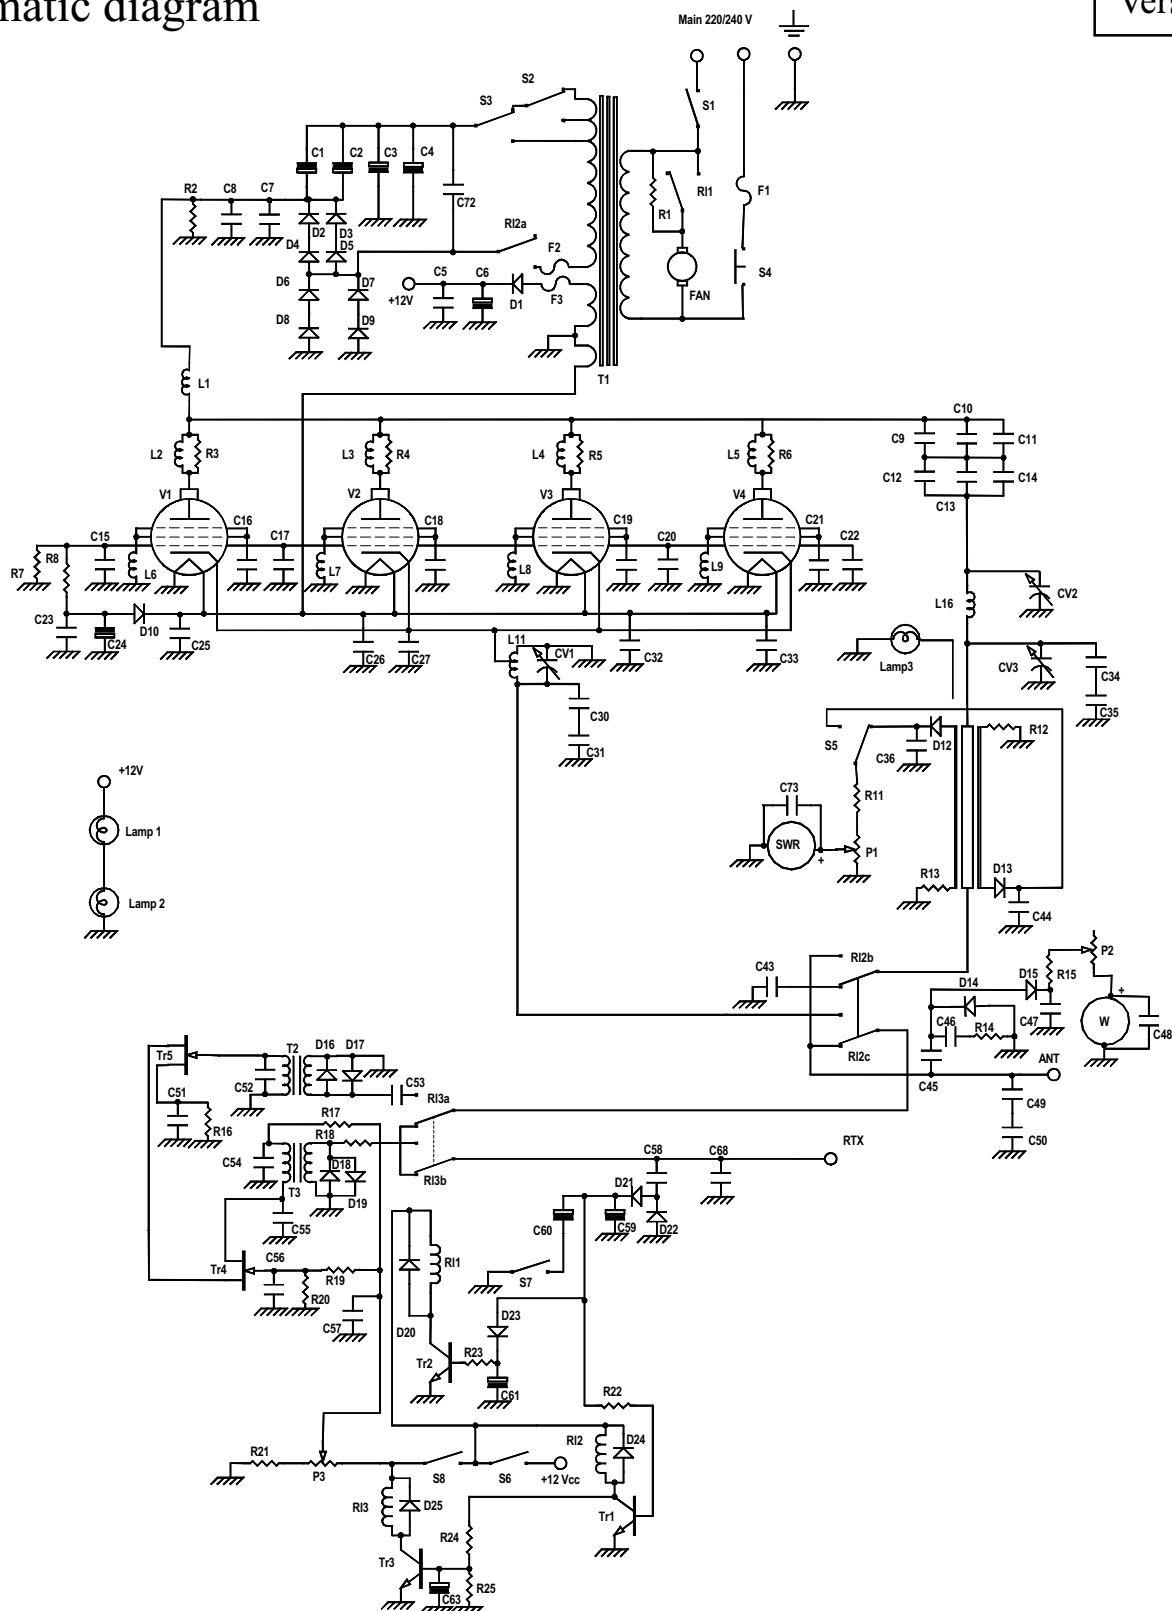 matic diagram
Vers
Main 220/240 V
S2
S3
S1
C1
C2
C3
C4
R2
C8
C7
C72
R1
Rl1
F1
D2
D3
D4
D5
Rl2a
F2
D6
D7
+12V
C5
C6
D1
F3
FAN
S4
D8
D9
T1
L1
C10
C9
C11
L2
R3
L3
R4
L4
R5
L5
R6
C12
C14
C13
V1
V2
V3
V4
C15
C16
C17
C18
C19
C20
C21
C22
R7
R8
L6
L7
L8
L9
CV2
L16
C23
C24
D10
C25
C26
C27
L11
CV1
C32
C33
Lamp3
CV3
C34
C30
C35
C31
S5
C36
D12
R12
+12V
C73
R11
Lamp 1
SWR
+
P1
R13
D13
Lamp 2
C44
C43
Rl2b
D14
D15
R15
P2
+
C46
R14
C47
W
C48
Rl2c
Tr5
T2
D16
D17
C45
ANT
C52
C53
Rl3a
C51
R16
R17
C49
R18
RTX
C50
C54
D18
T3
D19
Rl3b
C58
C68
D21
C55
C60
C59
D22
Tr4
C56
R19
Rl1
S7
R20
C57
D20
D23
Tr2
R23
C61
R22
R21
P3
S8
S6
+12 Vcc
Rl2
D24
Rl3
D25
Tr1
R24
Tr3
C63
R25